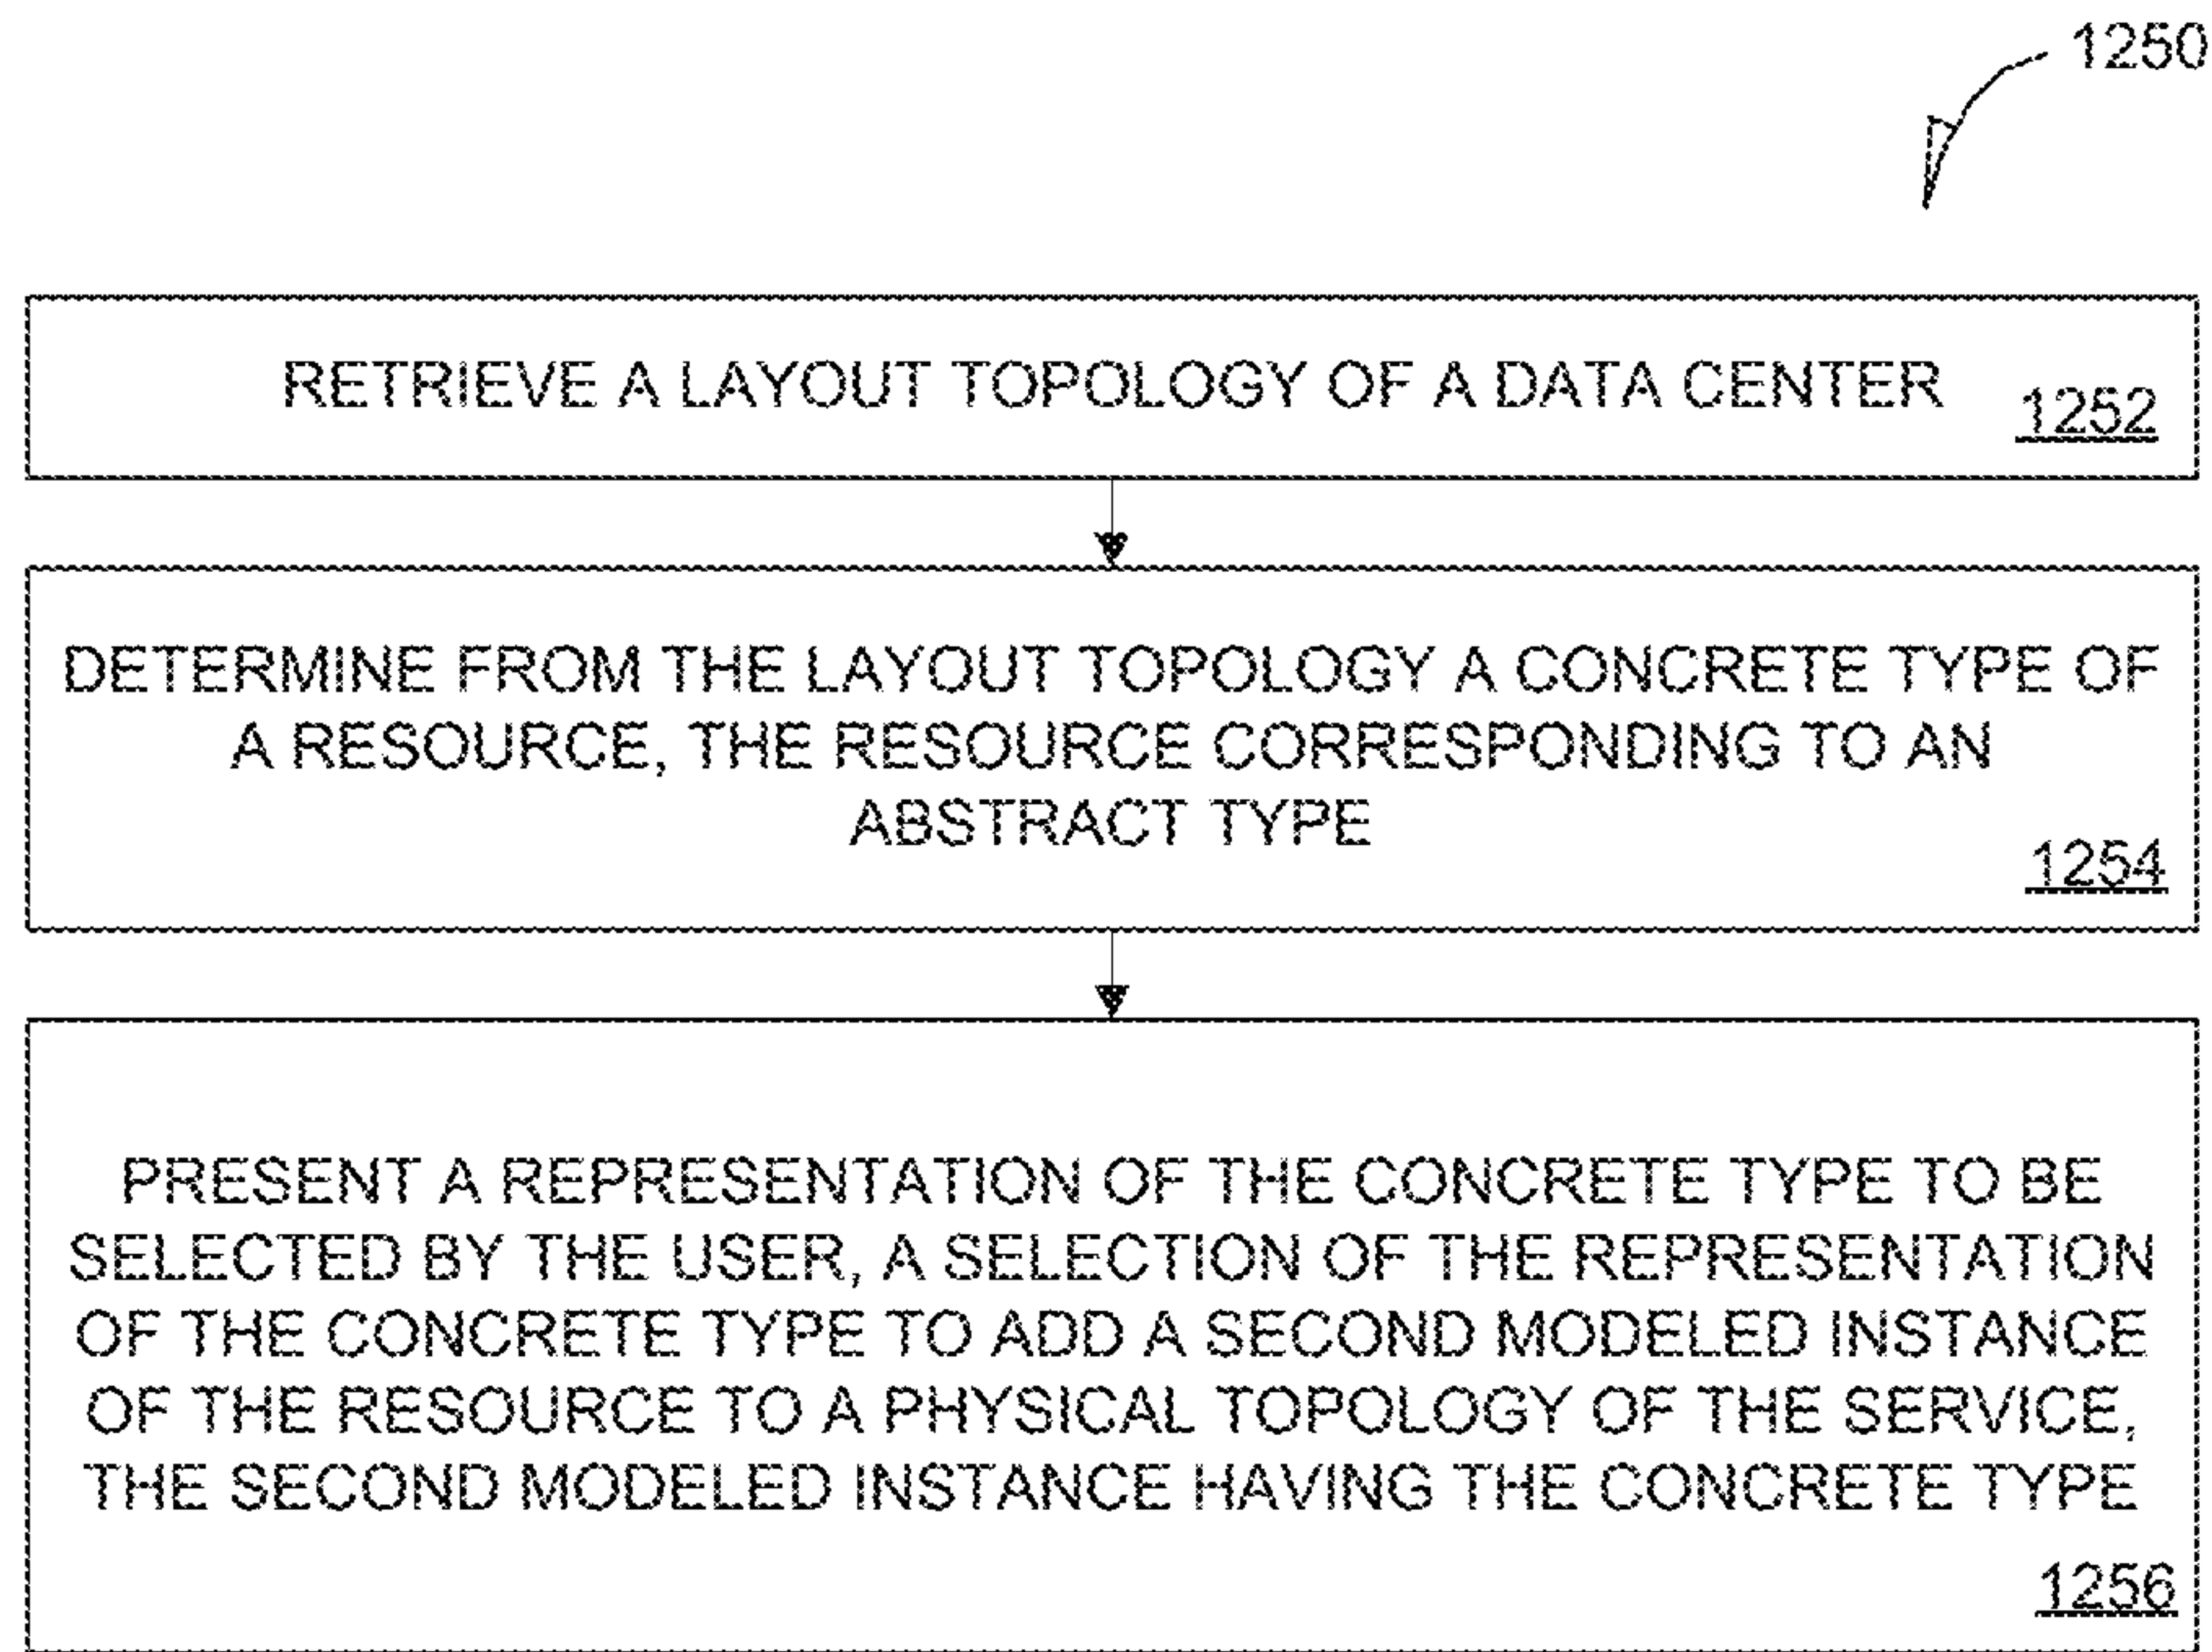 1250
RETRIEVE A LAYOUT TOPOLOGY OF A DATA CENTER
1252
DETERMINE FROM THE LAYOUT TOPOLOGY A CONCRETE TYPE OF
A RESOURCE, THE RESOURCE CORRESPONDING TO AN
ABSTRACT TYPE
1254
PRESENT A REPRESENTATION OF THE CONCRETE TYPE TO BE
SELECTED BY THE USER, A SELECTION OF THE REPRESENTATION
OF THE CONCRETE TYPE TO ADD A SECOND MODELED INSTANCE
OF THE RESOURCE TO A PHYSICAL TOPOLOGY OF THE SERVICE,
THE SECOND MODELED INSTANCE HAVING THE CONCRETE TYPE
1256